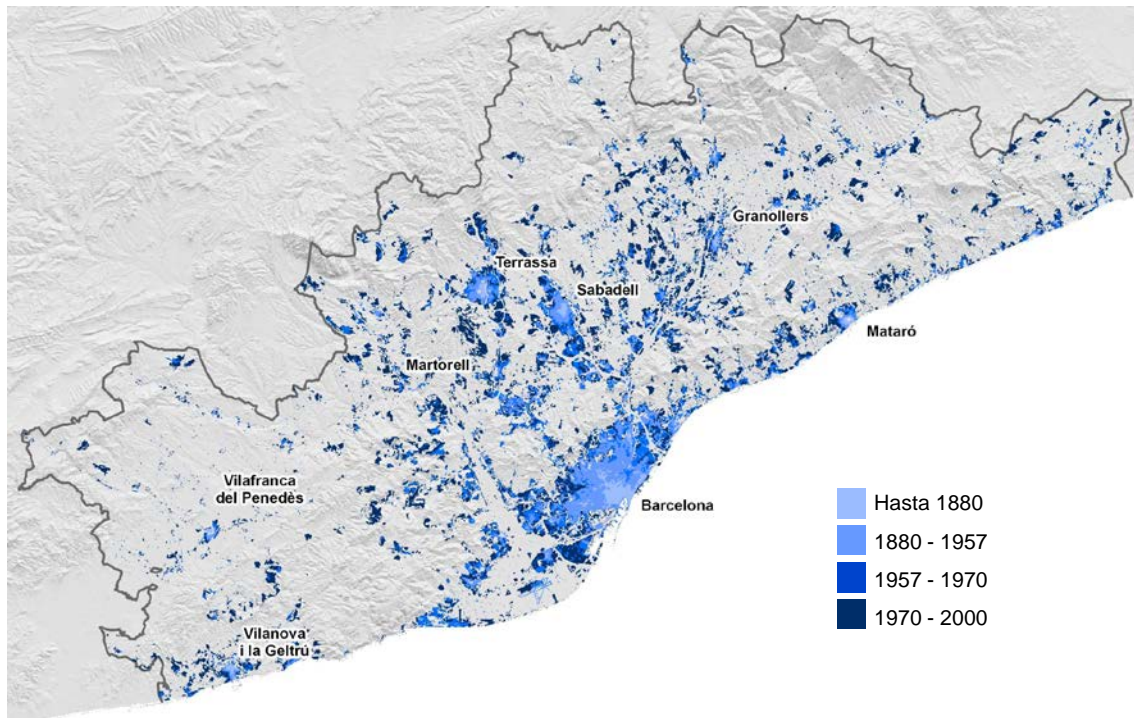 Granollers
Terrassa
Sabadell
Mataró
Martorell
Vilafranca
del Penedès
Barcelona
Hasta 1880
1880 - 1957
1957 - 1970
1970 - 2000
Vilanova
i la Geltrú